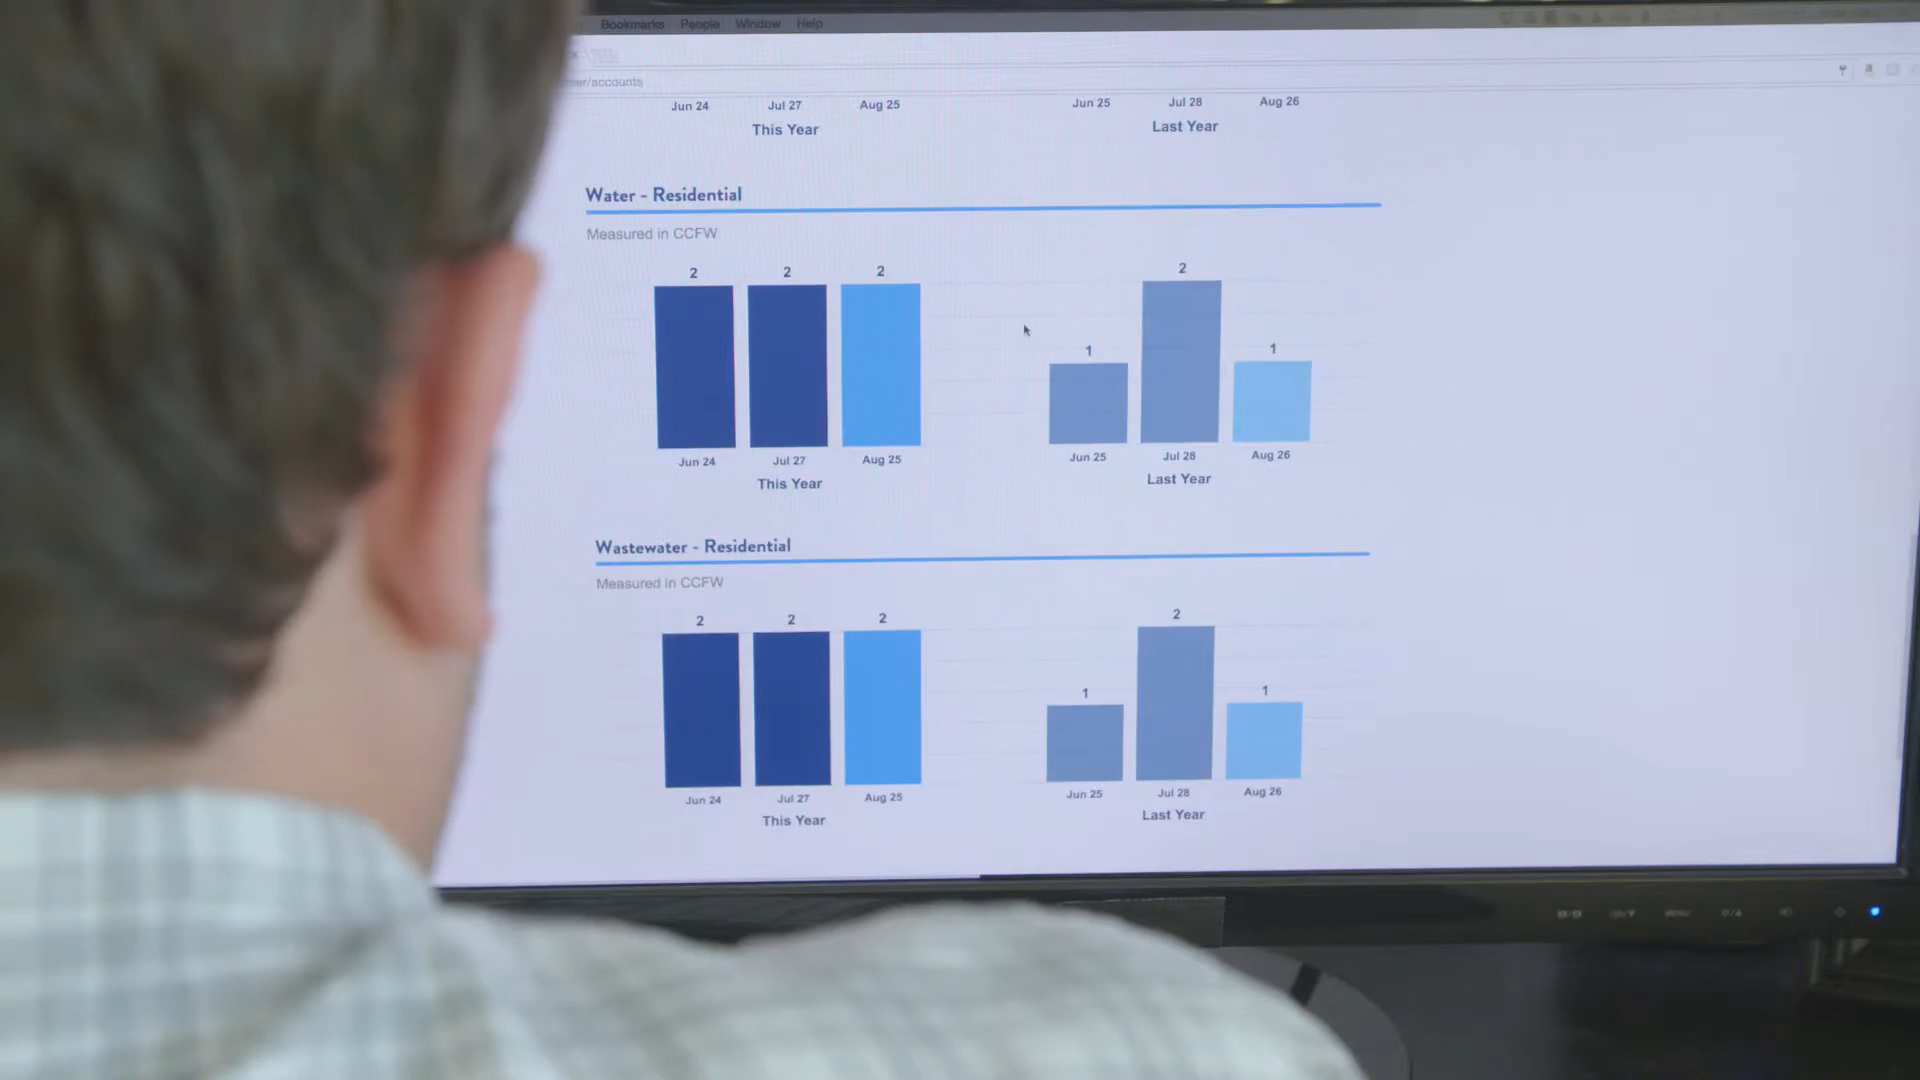 Bookmarks People Window Help
/accounts
Jun 24 Jul 27 Aug 25 Jun 25 Jul 28 Aug 26
This Year Last Year
Water - Residential
Measured in CCFW
2 2 2 1 2 1
Jun 24 Jul 27 Aug 25 Jun 25 Jul 28 Aug 26
This Year Last Year
Wastewater - Residential
Measured in CCFW
2 2 2 1 2 1
Jun 24 Jul 27 Aug 25 Jun 25 Jul 28 Aug 26
This Year Last Year